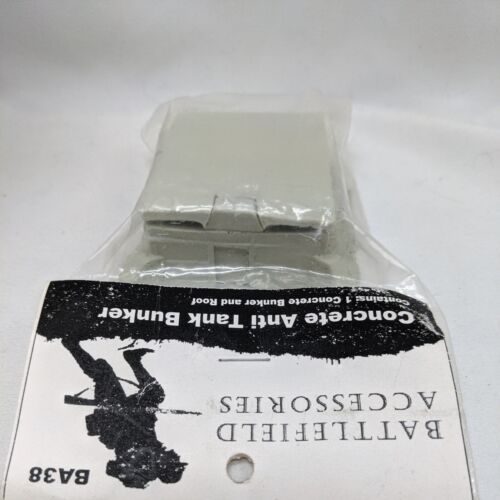 BA38
BATTLEFIELD
ACCESSORIES
Concrete Anti Tank Bunker
Contains: 1 Concrete Bunker and Roof